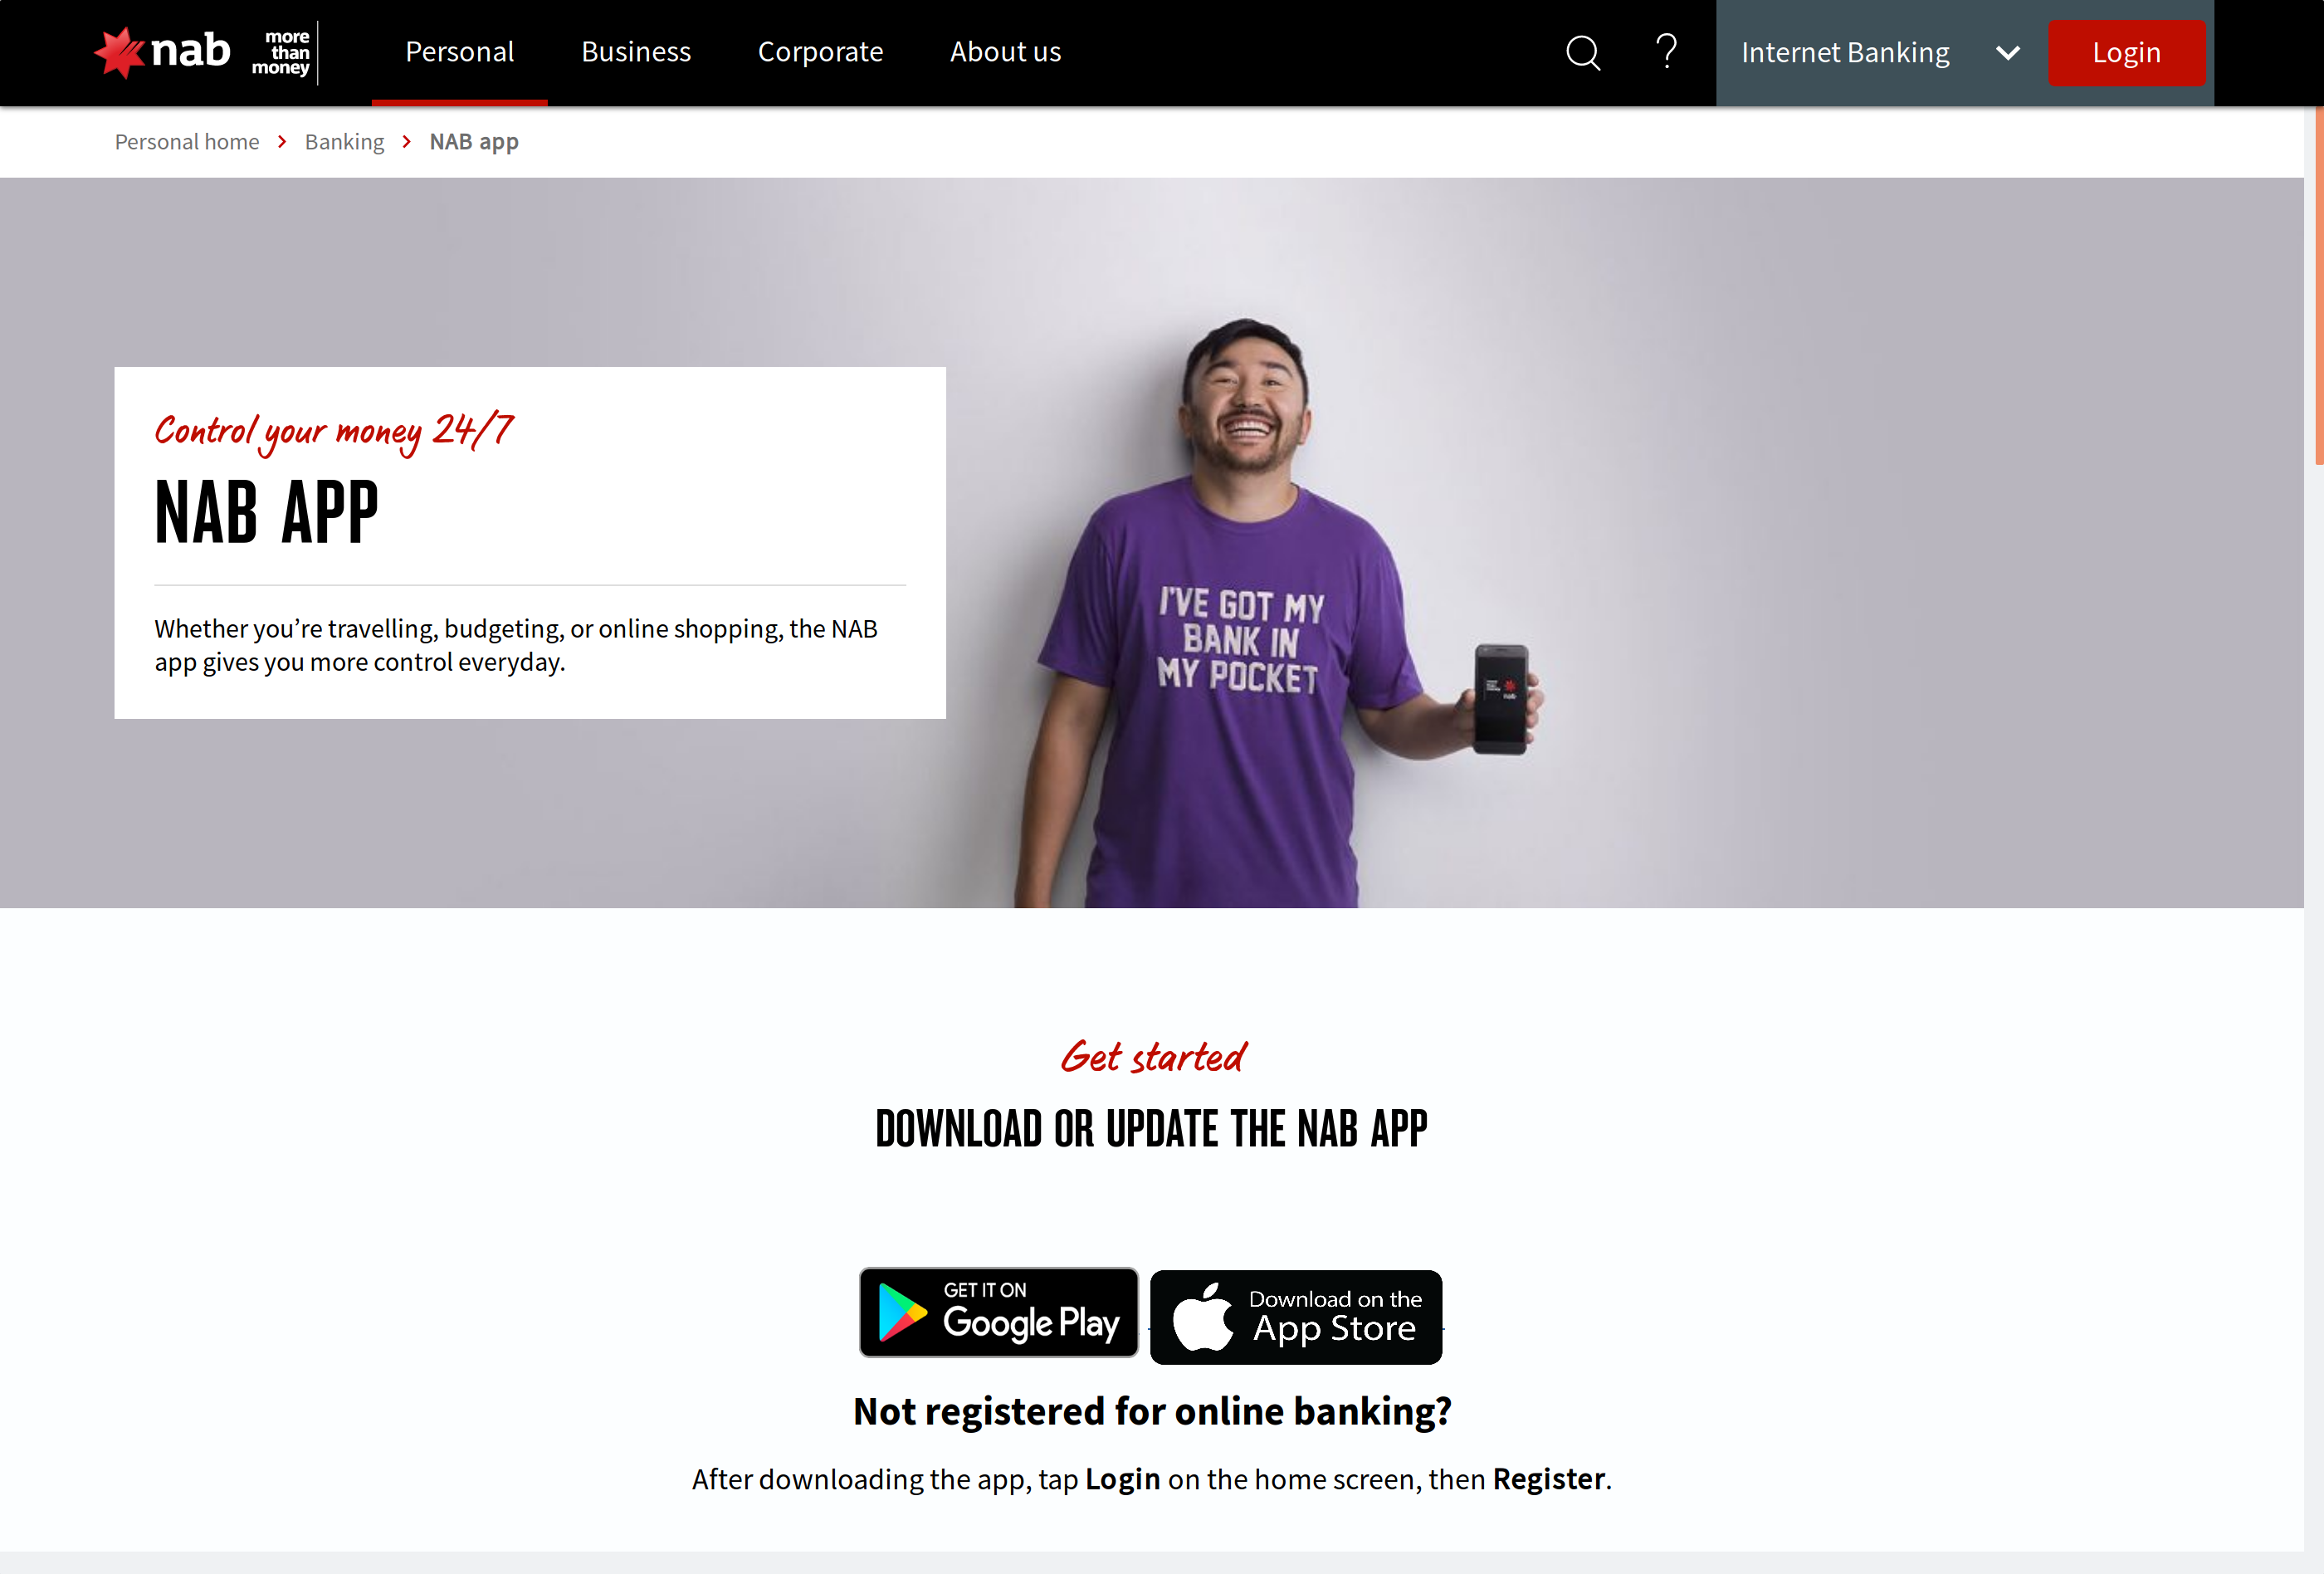 nab
more
than
money
Personal
Business
Corporate
About us
?
Internet Banking
Login
Personal home > Banking > NAB app
Control your money 24/7
NAB APP
Whether you’re travelling, budgeting, or online shopping, the NAB
app gives you more control everyday.
I'VE GOT MY
BANK IN
MY POCKET
nab
Get started
DOWNLOAD OR UPDATE THE NAB APP
GET IT ON
Google Play
Download on the
App Store
Not registered for online banking?
After downloading the app, tap Login on the home screen, then Register.